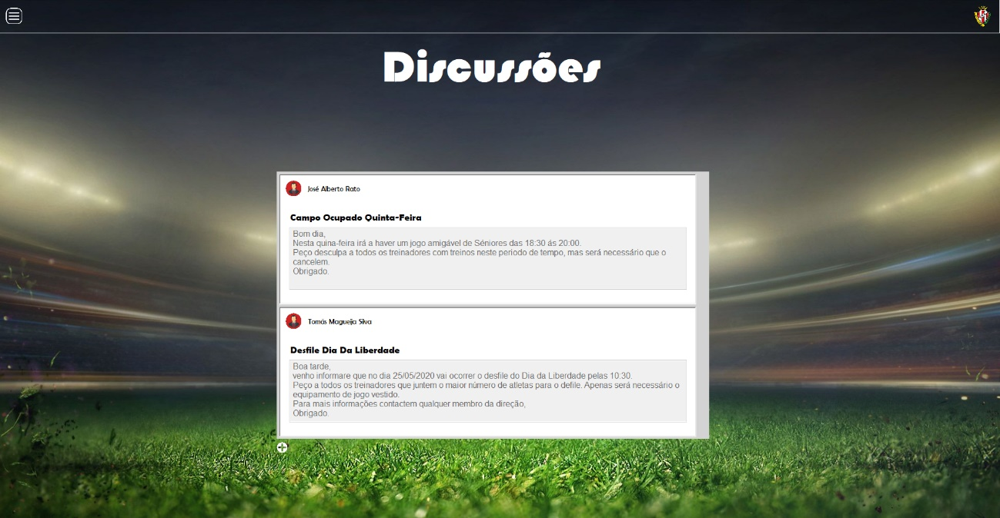 Discussões
José Alberto Rato
Campo Ocupado Quinta-Feira
Bom dia,
Nesta quina-feira irá a haver um jogo amigável de Séniores das 18:30 ás 20:00.
Peço desculpa a todos os treinadores com treinos neste periodo de tempo, mas será necessário que o
cancelem.
Obrigado.
Tomás Magueija Silva
Desfile Dia Da Liberdade
Boa tarde,
venho informare que no dia 25/05/2020 vai ocorrer o desfile do Dia da Liberdade pelas 10:30.
Peço a todos os treinadores que juntem o maior número de atletas para o defile. Apenas será necessário o
equipamento de jogo vestido.
Para mais informações contactem qualquer membro da direção,
Obrigado.